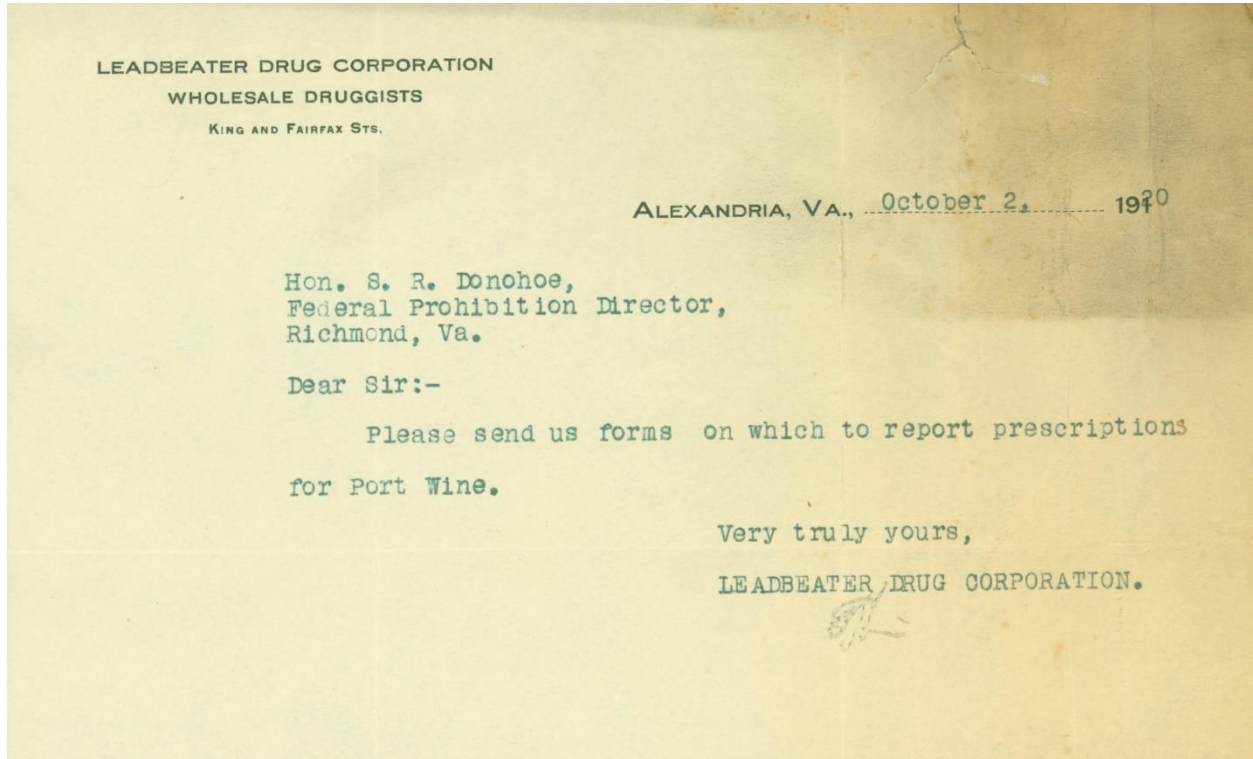 LEADBEATER DRUG CORPORATION
WHOLESALE DRUGGISTS
KING AND FAIRFAX STS.
ALEXANDRIA, VA., October 2, 1920
Hon. S. R. Donohoe,
Federal Prohibition Director,
Richmond, Va.
Dear Sir:-
Please send us forms on which to report prescriptions
for Port Wine.
Very truly yours,
LEADBEATER DRUG CORPORATION.